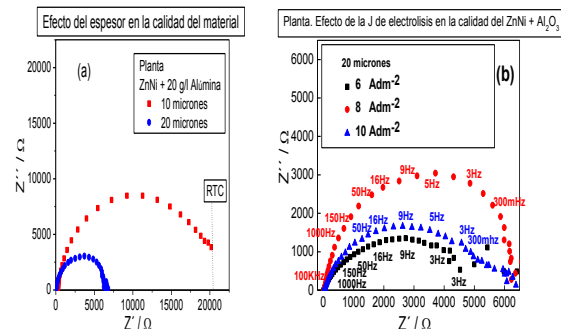 Efecto del espesor en la calidad del material
(a)
Planta
ZnNi + 20 g/l Alúmina
10 micrones
20 micrones
RTC
20000
15000
10000
5000
0
Z´´ / Ω
0 5000 10000 15000 20000
Z´ / Ω
Planta. Efecto de la J de electrolisis en la calidad del ZnNi + Al2O3
20 micrones
(b)
6 Adm-2
8 Adm-2
10 Adm-2
6000
5000
4000
3000
2000
1000
0
Z´´ / Ω
9Hz
16Hz 5Hz 3Hz
50Hz
300mHz
150Hz
1000Hz
100KHz
9Hz 5Hz
16Hz 3Hz
50Hz 300mhz
9Hz
16Hz 3Hz
50Hz 3Hz
150Hz
1000Hz
0 1000 2000 3000 4000 5000 6000
Z´ / Ω